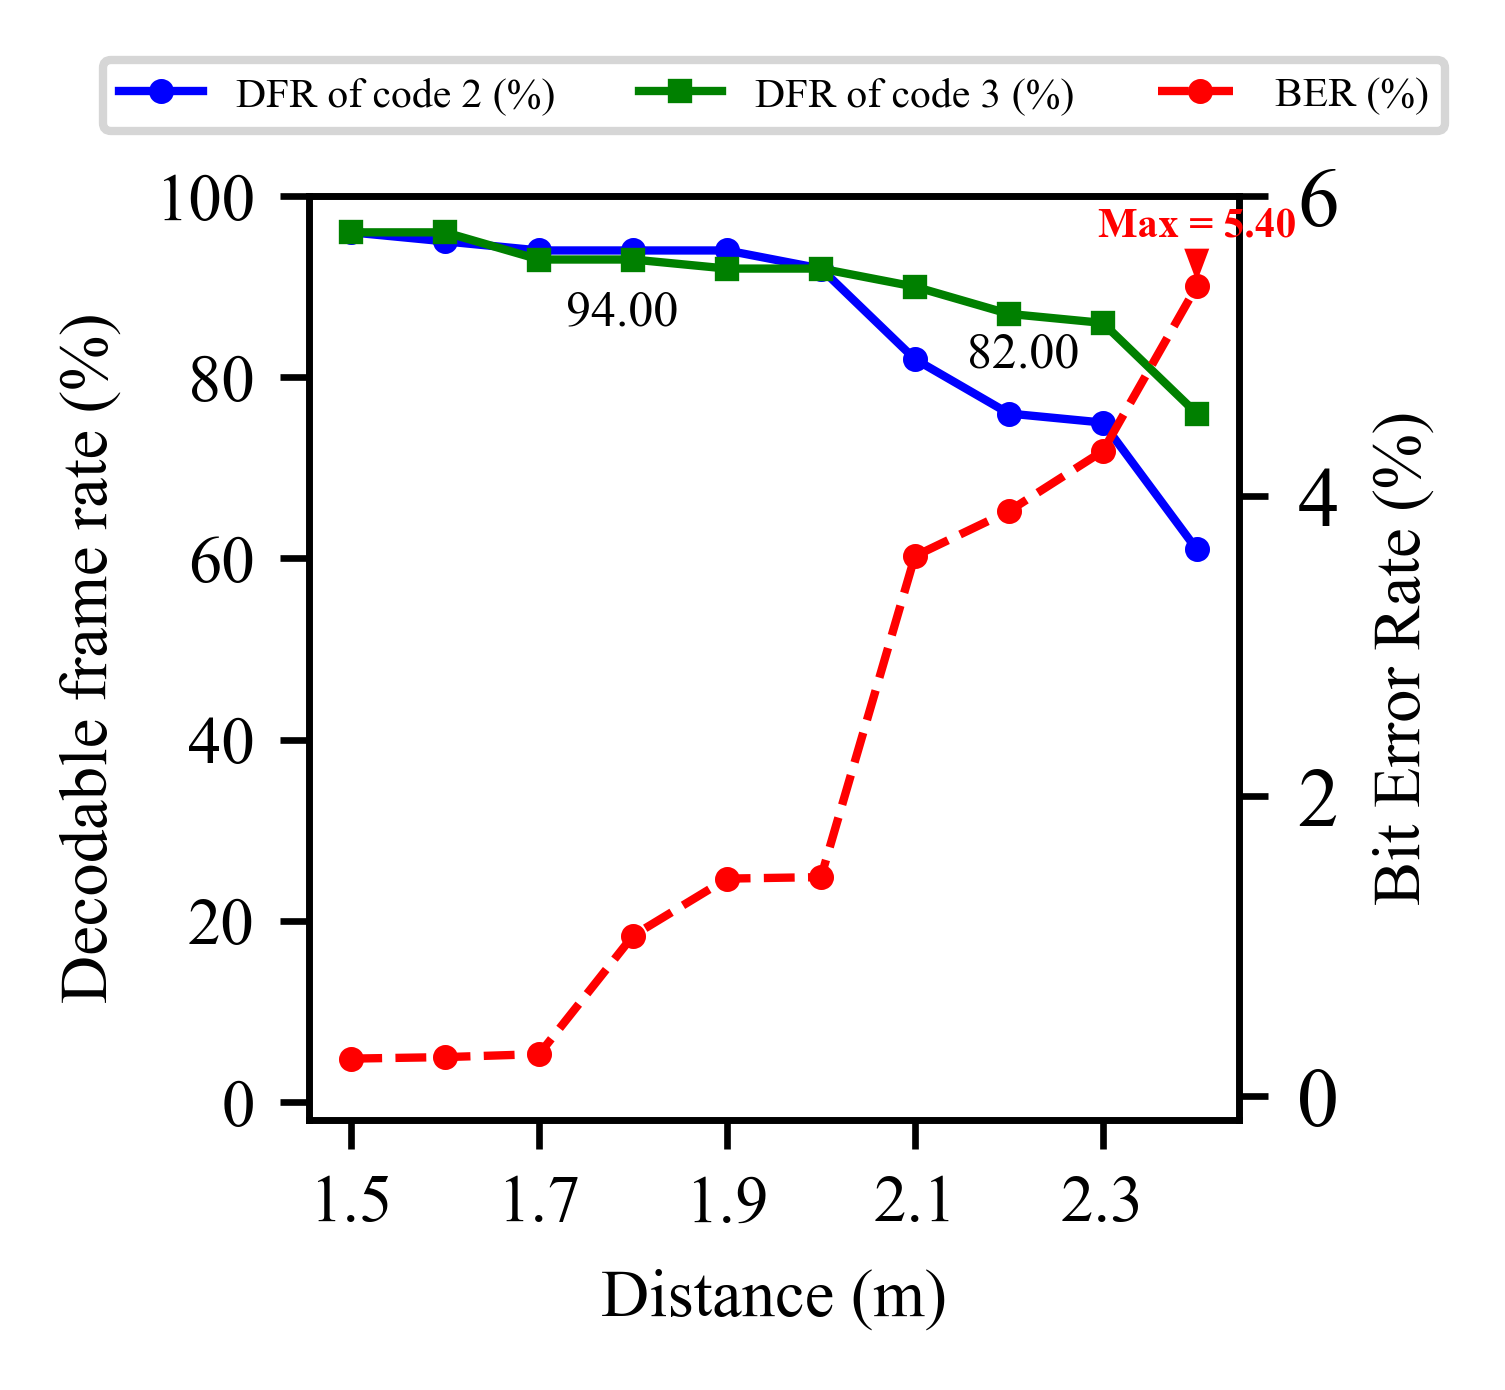 DFR of code 2 (%) DFR of code 3 (%) BER (%)
Max = 5.40
94.00
82.00
100
80
60
40
20
0
Decodable frame rate (%)
6
4
2
0
Bit Error Rate (%)
1.5 1.7 1.9 2.1 2.3
Distance (m)